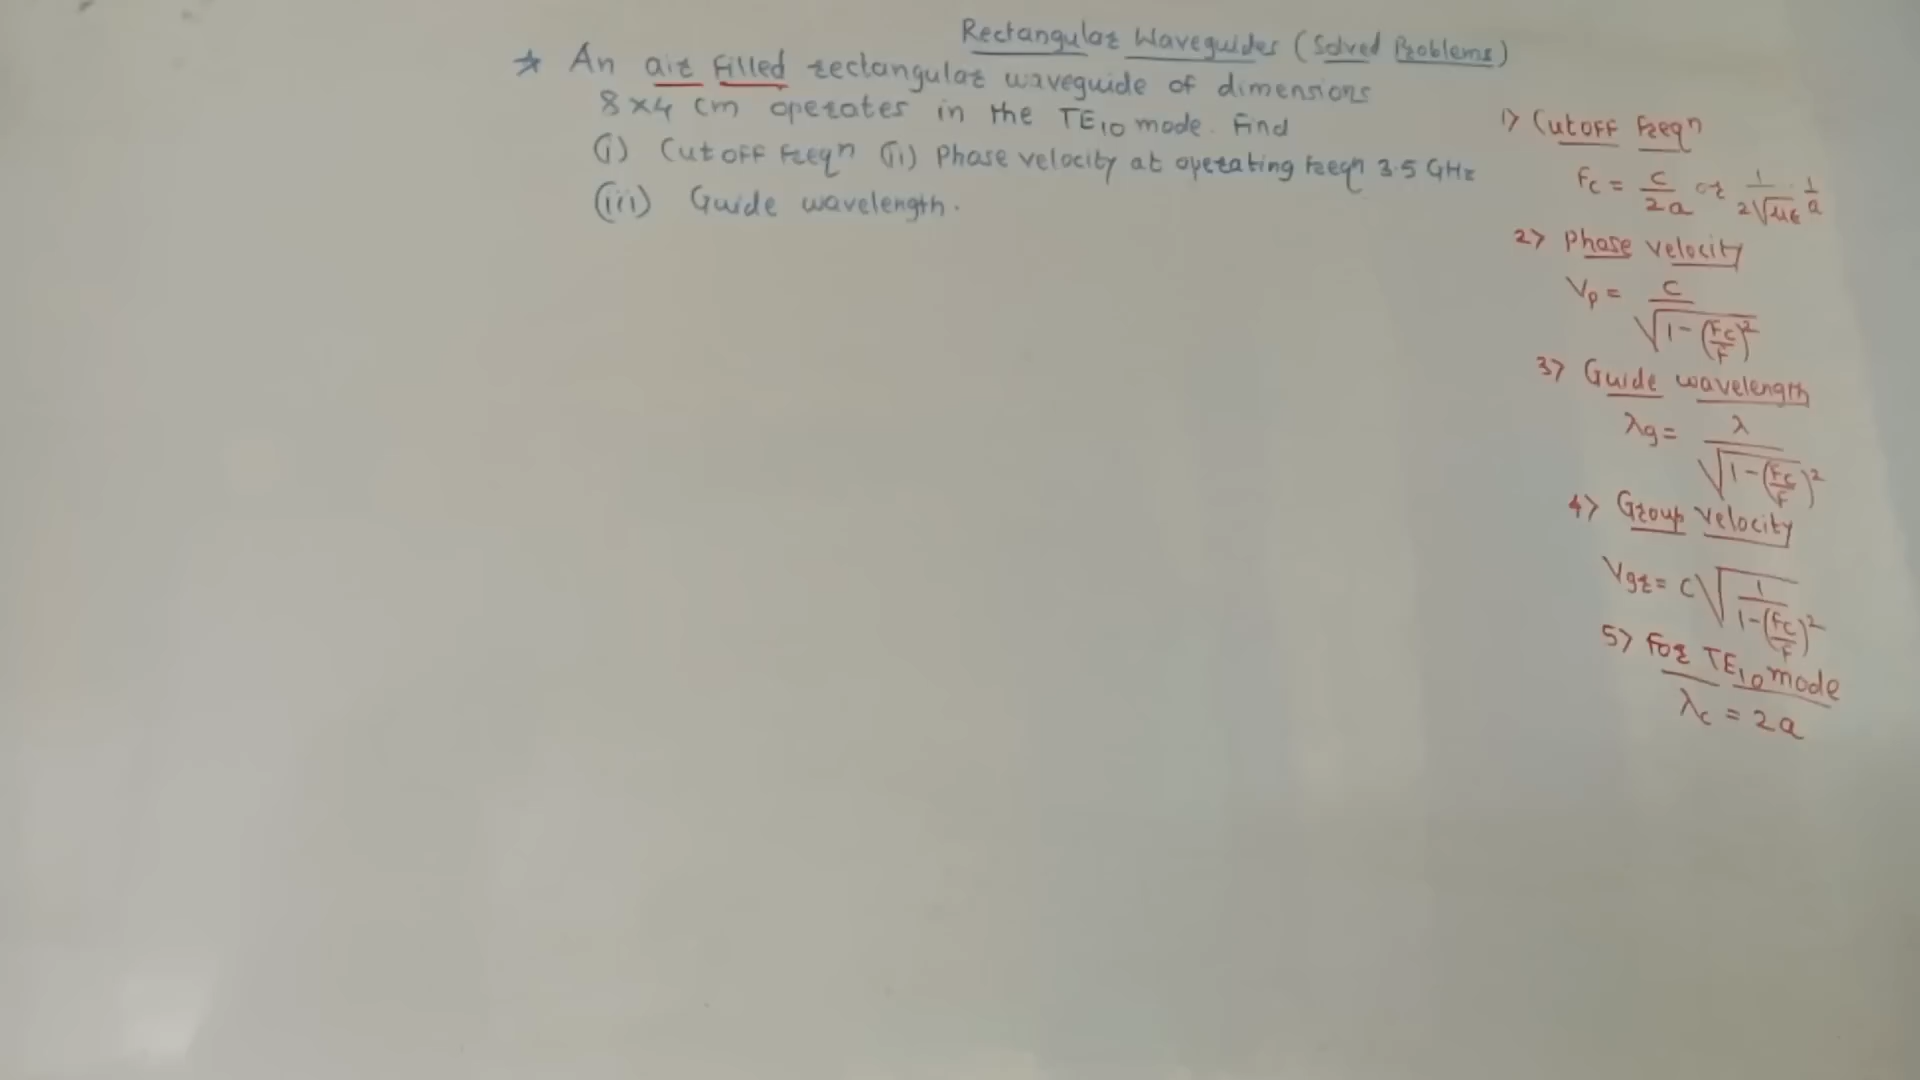 Rectangular Waveguides (Solved Problems)
* An air filled rectangular waveguide of dimensions
8×4 cm operates in the TE10 mode. Find
(i) Cutoff freqn (ii) Phase velocity at operating freqn 3.5 GHz
(iii) Guide wavelength.
1) Cutoff freqn
fc = c/2a or 1/2√με · 1/a
2) Phase velocity
Vp = c/√1-(fc/f)²
3) Guide wavelength
λg = λ/√1-(fc/f)²
4) Group velocity
Vgr = c√1/1-(fc/f)²
5) For TE10 mode
λc = 2a